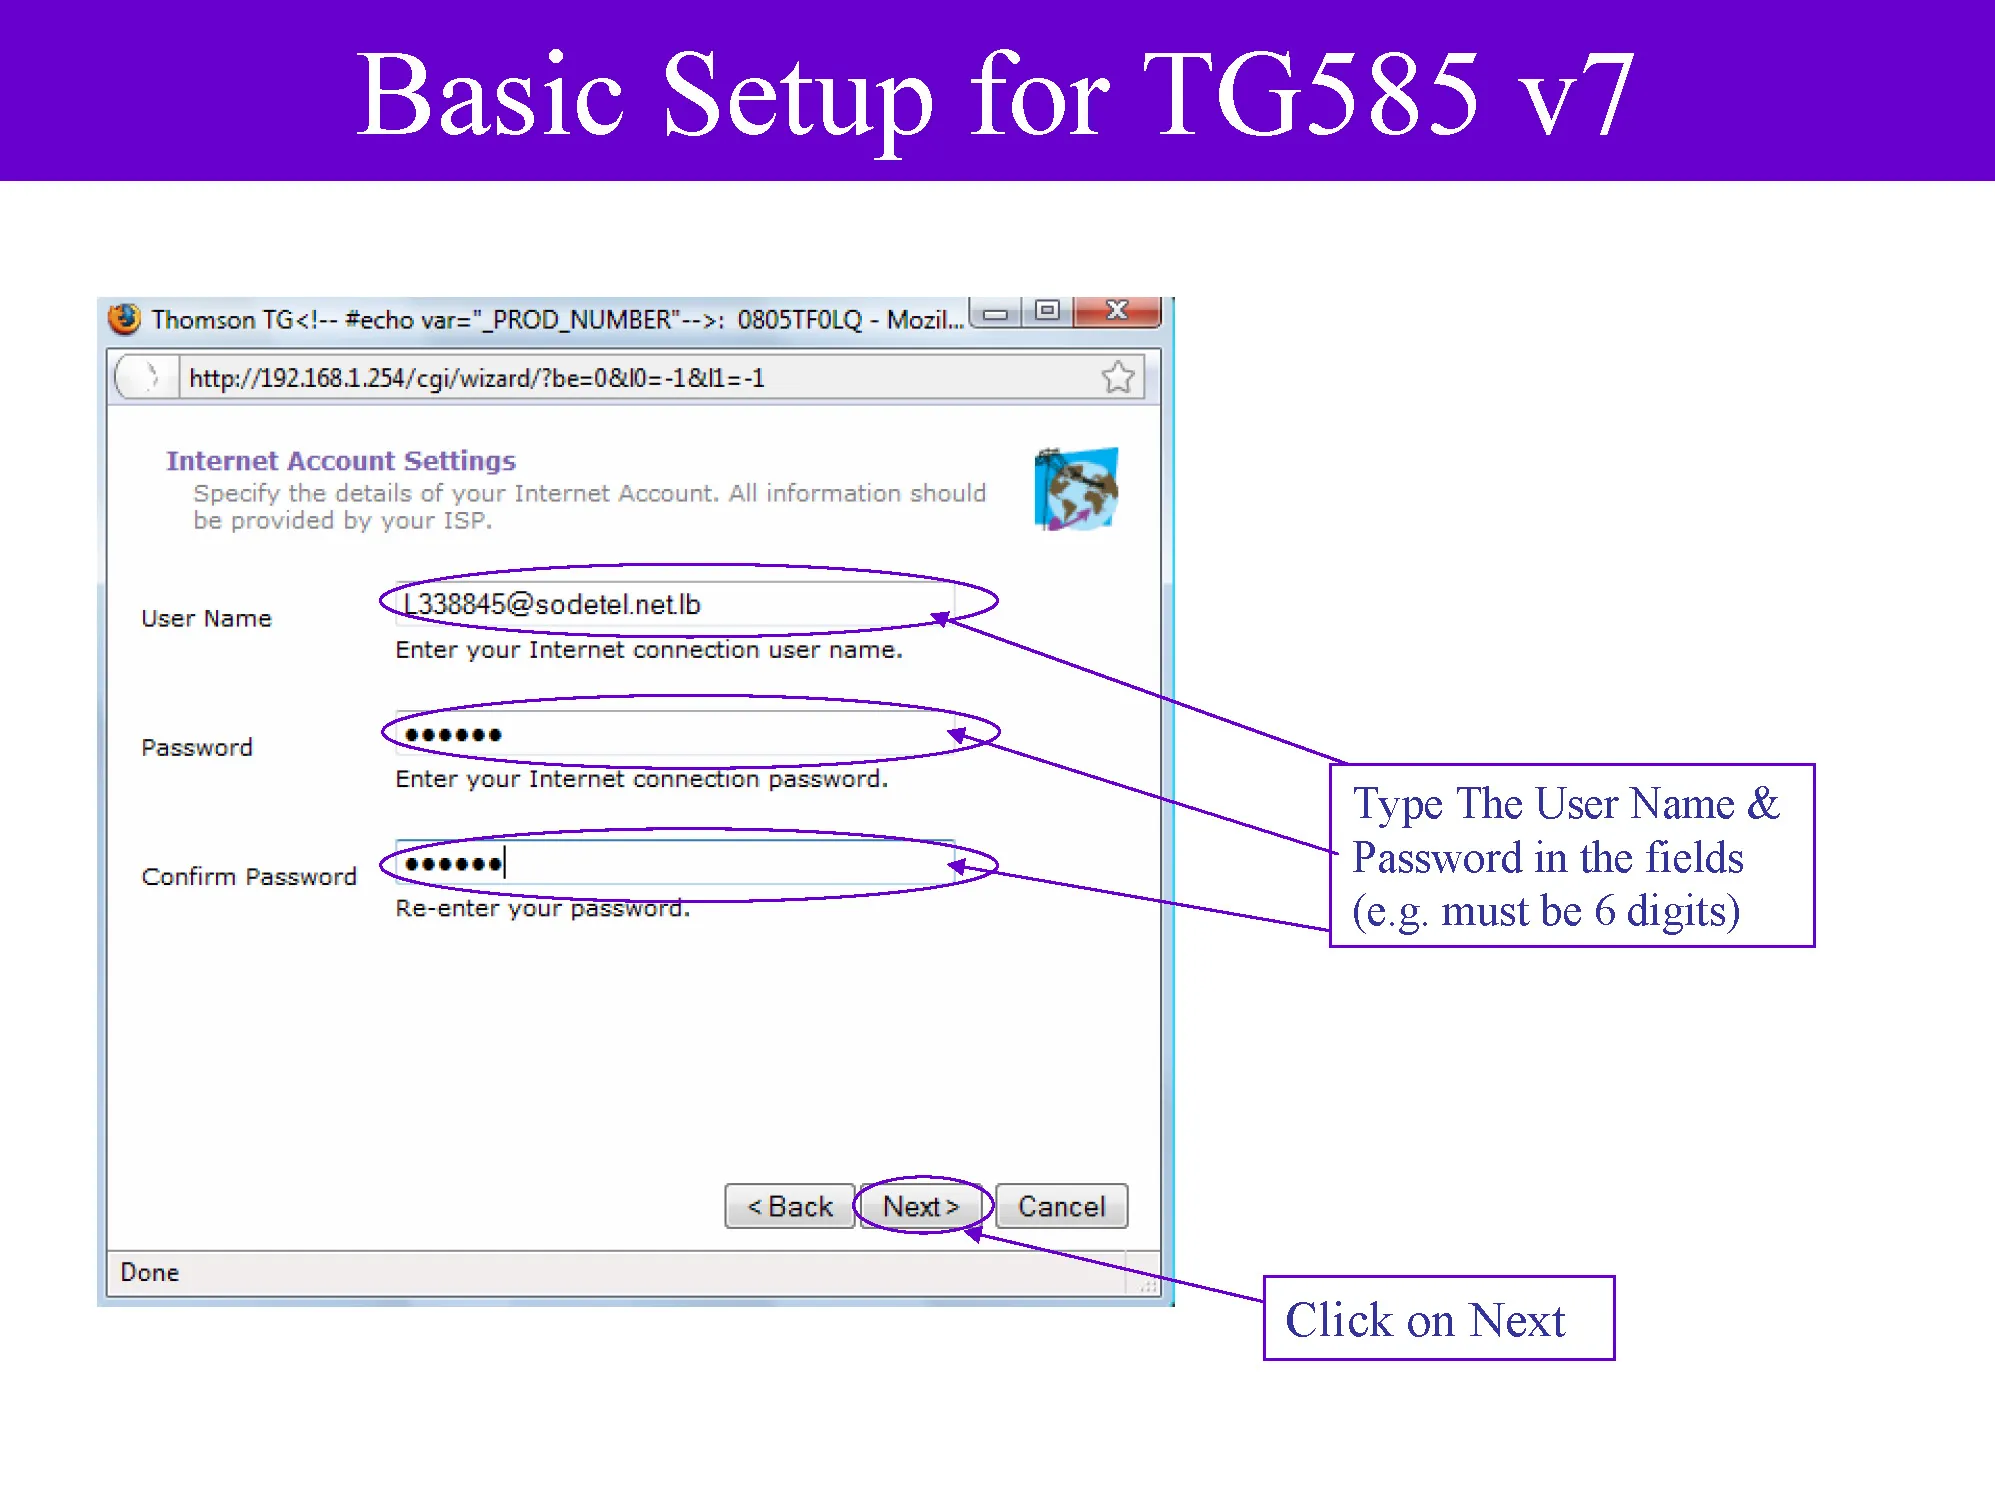 Basic Setup for TG585 v7
Thomson TG<!-- #echo var="_PROD_NUMBER"-->: 0805TF0LQ - Mozil...
http://192.168.1.254/cgi/wizard/?be=0&l0=-1&l1=-1
Internet Account Settings
Specify the details of your Internet Account. All information should
be provided by your ISP.
User Name
L338845@sodetel.net.lb
Enter your Internet connection user name.
Password
●●●●●●
Enter your Internet connection password.
Confirm Password
●●●●●●
Re-enter your password.
Type The User Name &
Password in the fields
(e.g. must be 6 digits)
< Back
Next >
Cancel
Done
Click on Next